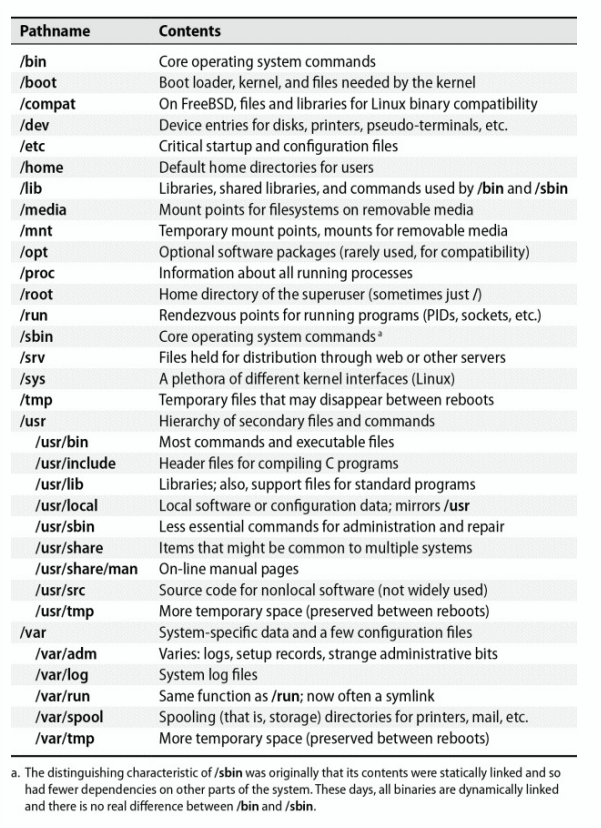 Pathname Contents
/bin Core operating system commands
/boot Boot loader, kernel, and files needed by the kernel
/compat On FreeBSD, files and libraries for Linux binary compatibility
/dev Device entries for disks, printers, pseudo-terminals, etc.
/etc Critical startup and configuration files
/home Default home directories for users
/lib Libraries, shared libraries, and commands used by /bin and /sbin
/media Mount points for filesystems on removable media
/mnt Temporary mount points, mounts for removable media
/opt Optional software packages (rarely used, for compatibility)
/proc Information about all running processes
/root Home directory of the superuser (sometimes just /)
/run Rendezvous points for running programs (PIDs, sockets, etc.)
/sbin Core operating system commands a
/srv Files held for distribution through web or other servers
/sys A plethora of different kernel interfaces (Linux)
/tmp Temporary files that may disappear between reboots
/usr Hierarchy of secondary files and commands
/usr/bin Most commands and executable files
/usr/include Header files for compiling C programs
/usr/lib Libraries; also, support files for standard programs
/usr/local Local software or configuration data; mirrors /usr
/usr/sbin Less essential commands for administration and repair
/usr/share Items that might be common to multiple systems
/usr/share/man On-line manual pages
/usr/src Source code for nonlocal software (not widely used)
/usr/tmp More temporary space (preserved between reboots)
/var System-specific data and a few configuration files
/var/adm Varies: logs, setup records, strange administrative bits
/var/log System log files
/var/run Same function as /run; now often a symlink
/var/spool Spooling (that is, storage) directories for printers, mail, etc.
/var/tmp More temporary space (preserved between reboots)
a. The distinguishing characteristic of /sbin was originally that its contents were statically linked and so
had fewer dependencies on other parts of the system. These days, all binaries are dynamically linked
and there is no real difference between /bin and /sbin.